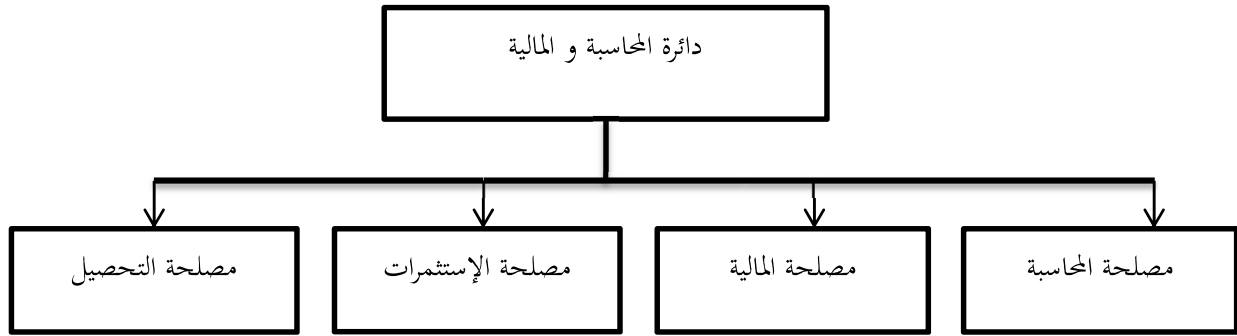 دائرة المحاسبة و المالية
مصلحة المحاسبة
مصلحة المالية
مصلحة الإستثمرات
مصلحة التحصيل